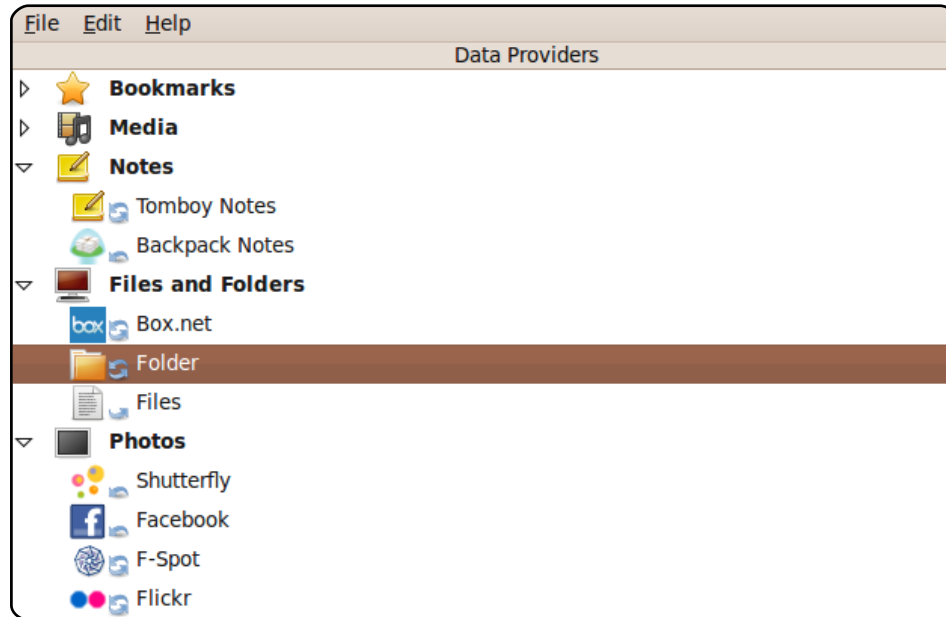 File Edit Help
Data Providers
Bookmarks
Media
Notes
Tomboy Notes
Backpack Notes
Files and Folders
box Box.net
Folder
Files
Photos
Shutterfly
f Facebook
F-Spot
Flickr